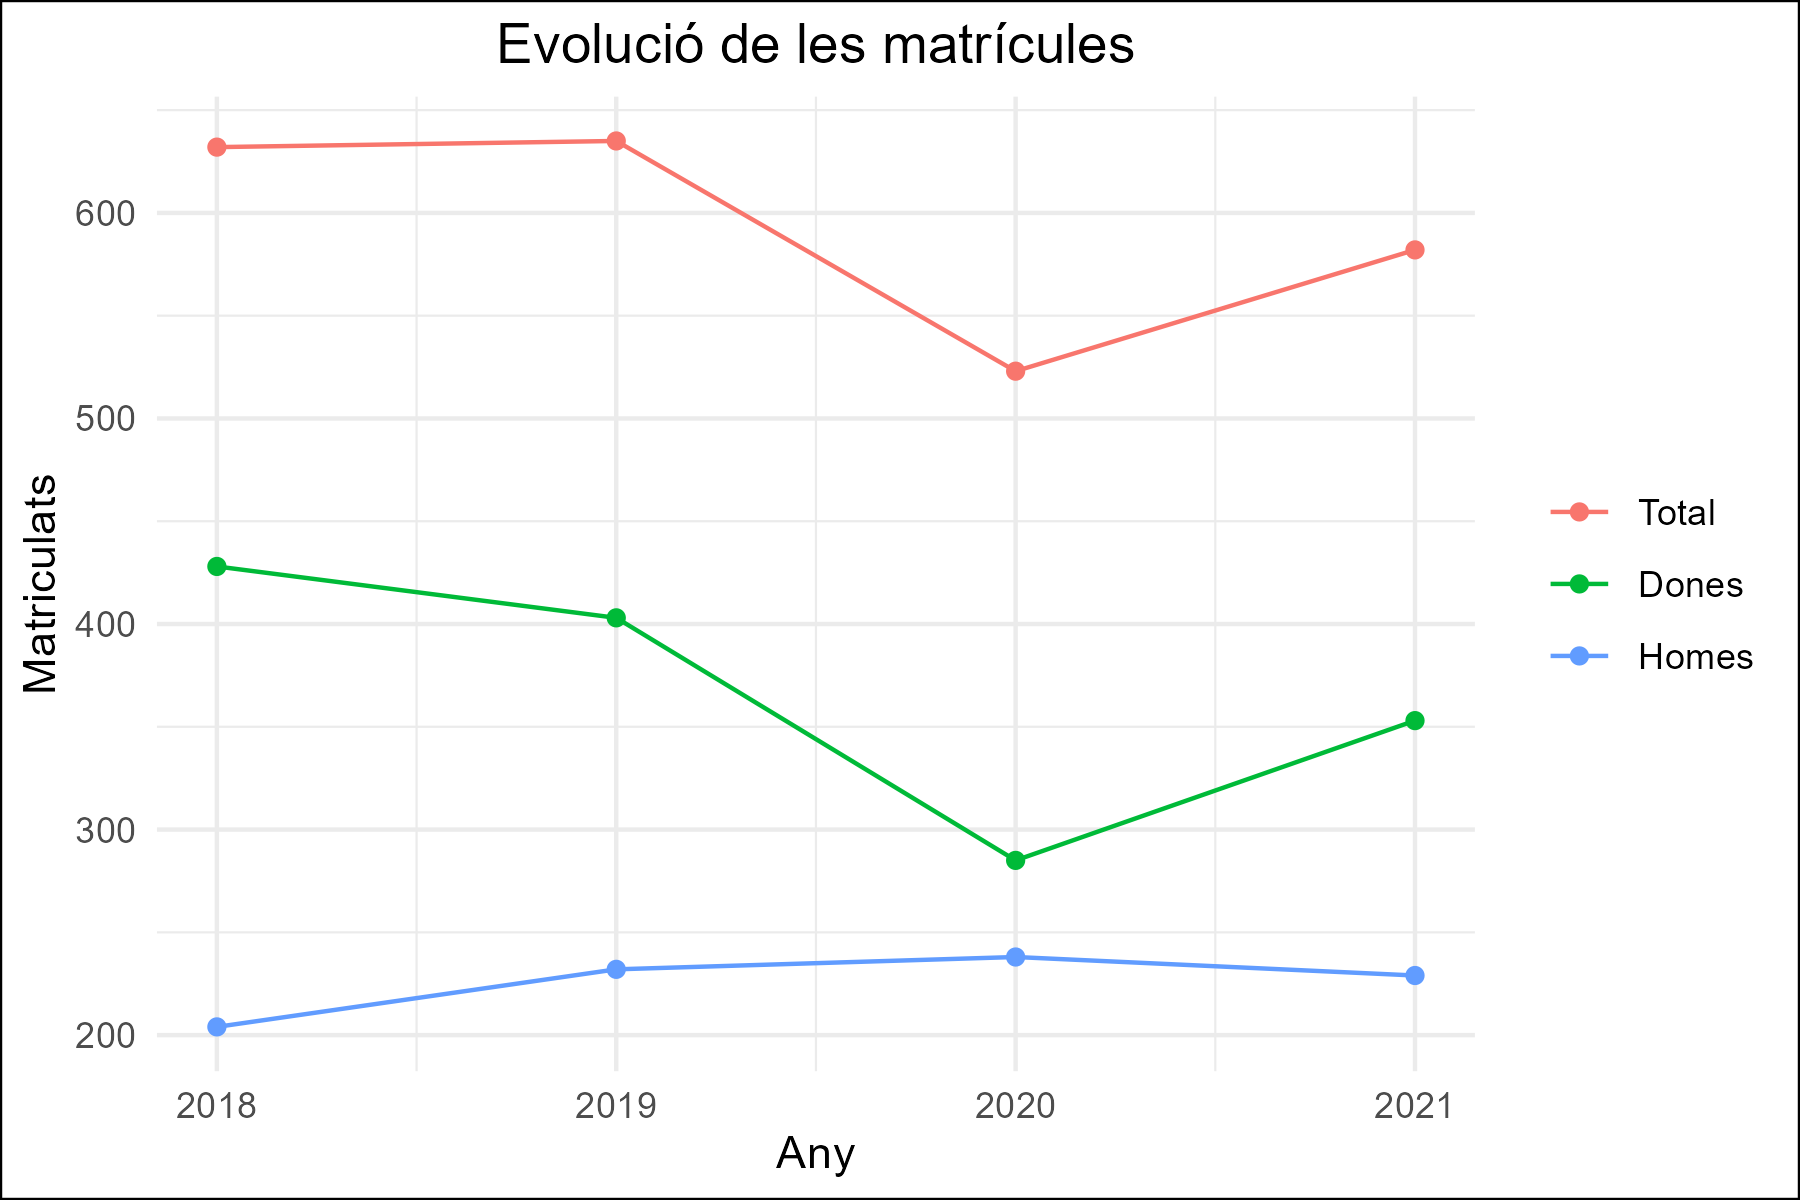 Evolució de les matrícules
Matriculats
600
500
400
300
200
2018
2019
2020
2021
Any
Total
Dones
Homes